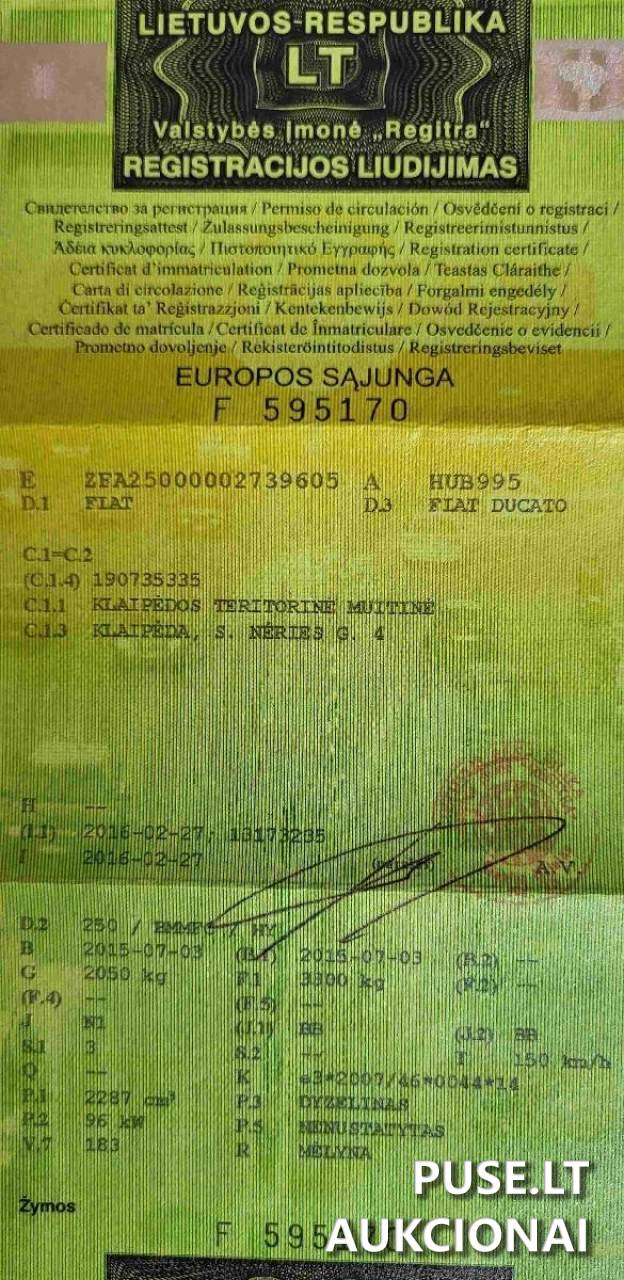 LIETUVOS RESPUBLIKA
LT
Valstybės įmonė „Regitra“
REGISTRACIJOS LIUDIJIMAS
Свидетелство за регистрация / Permiso de circulación / Osvědčení o registraci /
Registreringsattest / Zulassungsbescheinigung / Registreerimistunnistus /
Άδεια κυκλοφορίας / Πιστοποιητικό Εγγραφής / Registration certificate /
Certificat d'immatriculation / Prometna dozvola / Teastas Cláraithe /
Carta di circolazione / Reģistrācijas apliecība / Forgalmi engedély /
Ċertifikat ta' Reġistrazzjoni / Kentekenbewijs / Dowód Rejestracyjny /
Certificado de matrícula / Certificat de Înmatriculare / Osvedčenie o evidencii /
Prometno dovoljenje / Rekisteröintitodistus / Registreringsbeviset
EUROPOS SĄJUNGA
F 595170
E ZFA25000002739605 A HUB995
D.1 FIAT D.3 FIAT DUCATO
C.1=C.2
(C.1.4) 190735335
C.1.1 KLAIPĖDOS TERITORINĖ MUITINĖ
C.1.3 KLAIPĖDA, S. NĖRIES G. 4
H ---
(I.1) 2016-02-27, 13173235
I 2016-02-27
A. V.
D.2 250 /
B 2015-07-03 (B.1) 2015-07-03 (B.2) --
G 2050 kg F.1 3300 kg (F.2) --
(F.4) -- (F.5) --
J N1 (J.1) BB (J.2) BB
S.1 3 S.2 -- T 150 km/h
Q -- K e3*2007/46*0044*14
P.1 2287 cm³ P.3 DYZELINAS
P.2 96 kW P.5 NENUSTATYTAS
V.7 183 R MĖLYNA
Žymos
F 595
PUSE.LT
AUKCIONAI